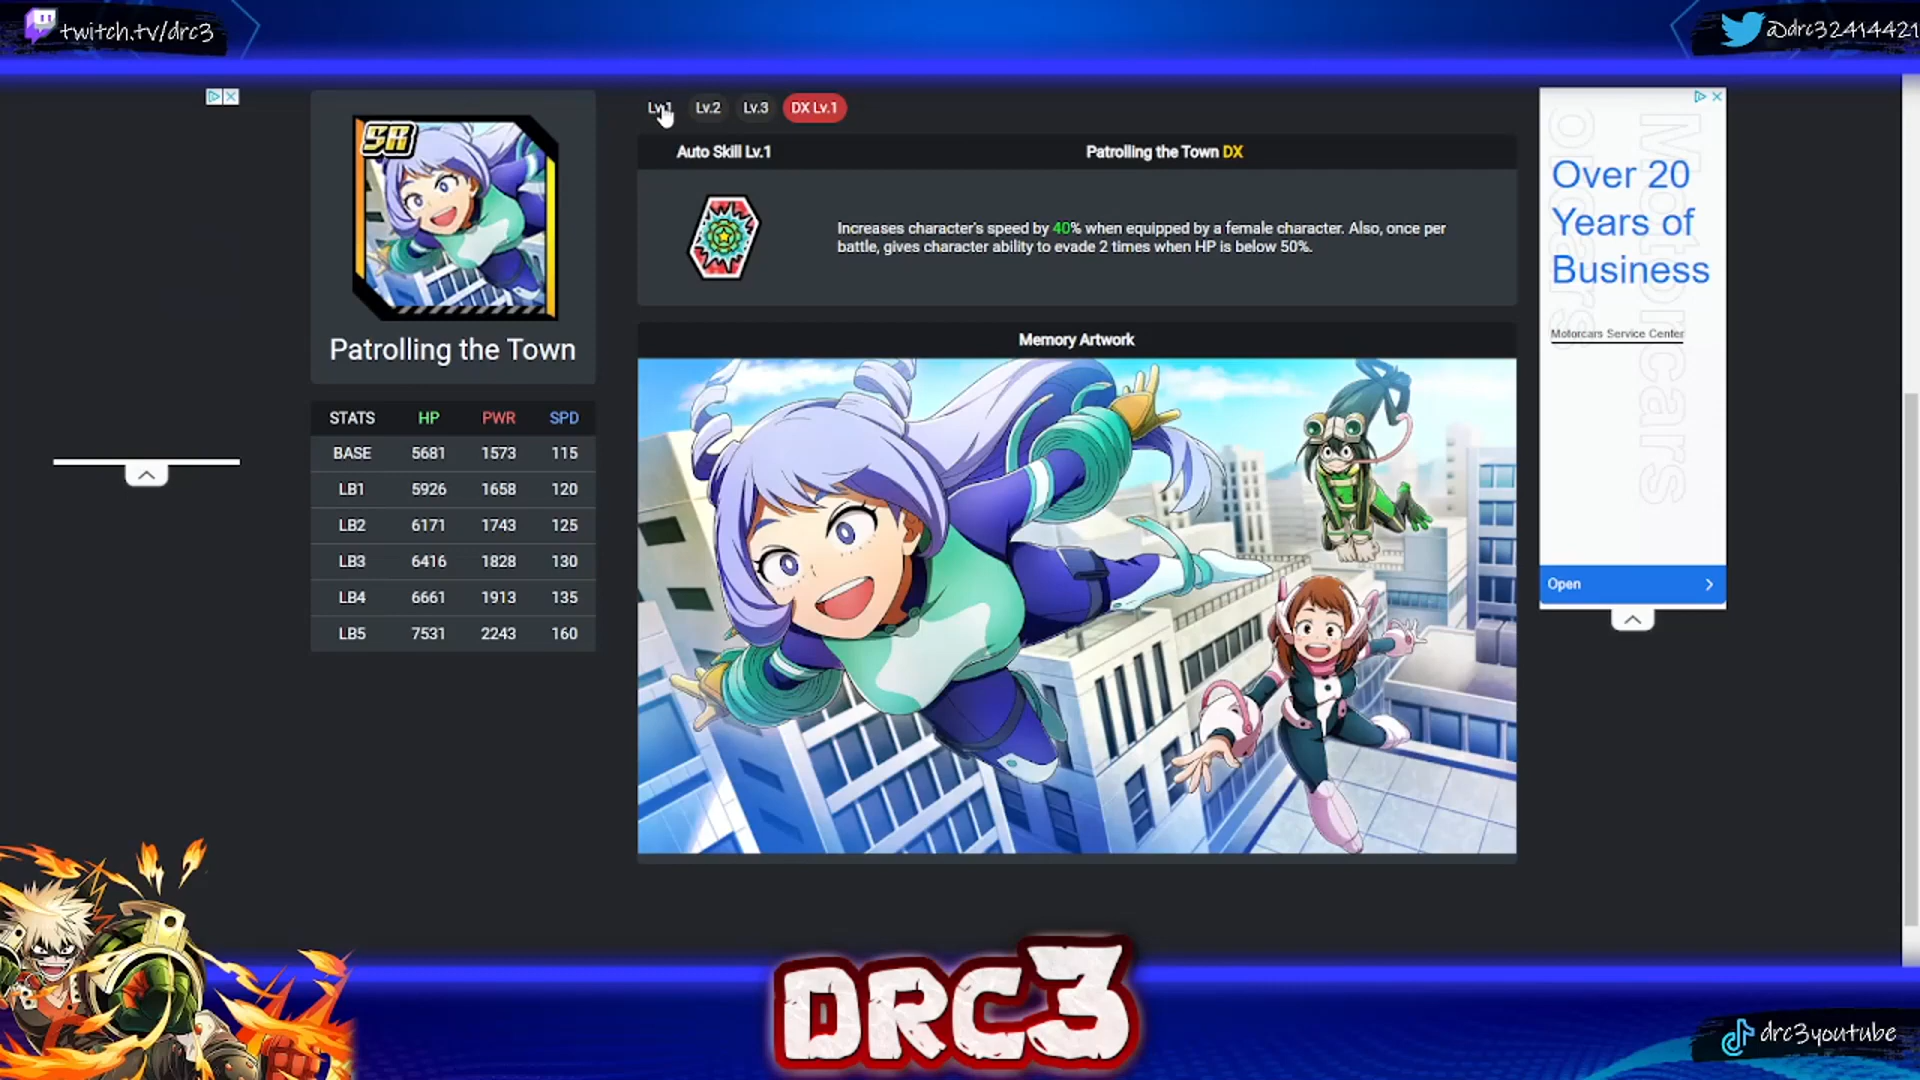 twitch.tv/drc3
@drc32414421
Lv.1 Lv.2 Lv.3 DX Lv.1
Auto Skill Lv.1 Patrolling the Town DX
Increases character's speed by 40% when equipped by a female character. Also, once per
battle, gives character ability to evade 2 times when HP is below 50%.
SR
Patrolling the Town
STATS HP PWR SPD
BASE 5681 1573 115
LB1 5926 1658 120
LB2 6171 1743 125
LB3 6416 1828 130
LB4 6661 1913 135
LB5 7531 2243 160
Memory Artwork
Over 20
Years of
Business
Motorcars Service Center
Open
DRC3
drc3youtube